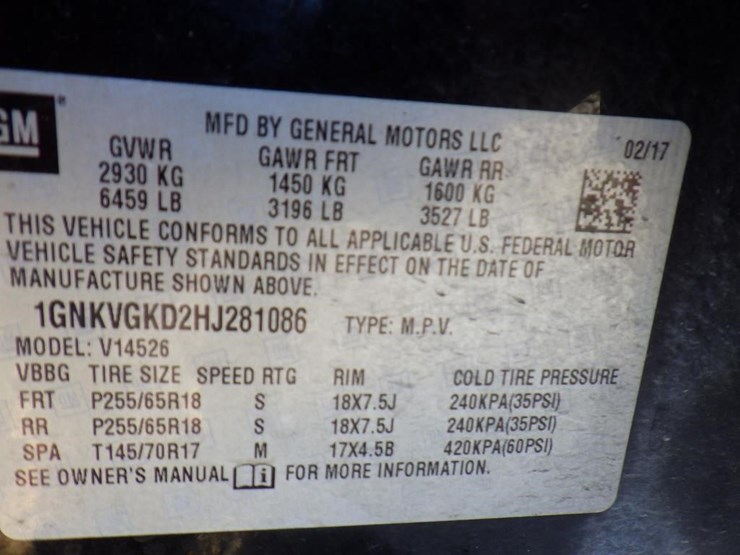 GM
MFD BY GENERAL MOTORS LLC 02/17
GVWR GAWR FRT GAWR RR
2930 KG 1450 KG 1600 KG
6459 LB 3196 LB 3527 LB
THIS VEHICLE CONFORMS TO ALL APPLICABLE U.S. FEDERAL MOTOR
VEHICLE SAFETY STANDARDS IN EFFECT ON THE DATE OF
MANUFACTURE SHOWN ABOVE.
1GNKVGKD2HJ281086 TYPE: M.P.V.
MODEL: V14526
VBBG TIRE SIZE SPEED RTG RIM COLD TIRE PRESSURE
FRT P255/65R18 S 18X7.5J 240KPA(35PSI)
RR P255/65R18 S 18X7.5J 240KPA(35PSI)
SPA T145/70R17 M 17X4.5B 420KPA(60PSI)
SEE OWNER'S MANUAL i FOR MORE INFORMATION.